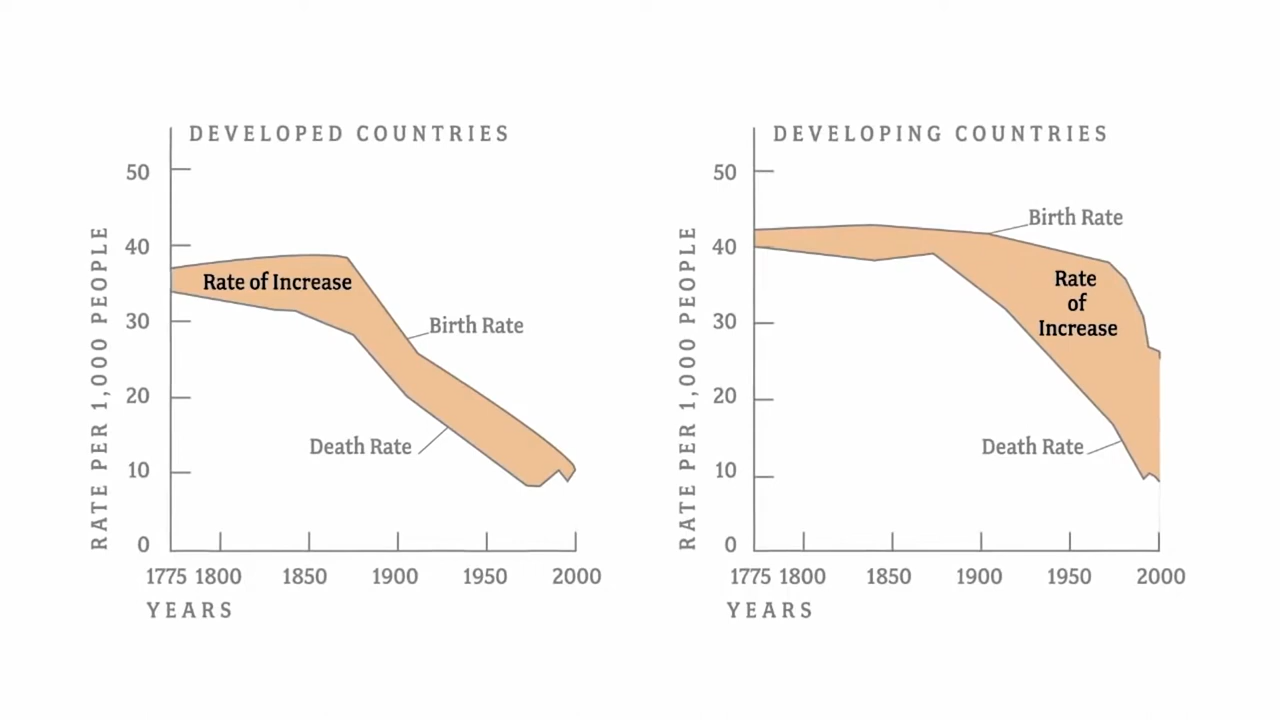 DEVELOPED COUNTRIES
50
40
30
20
10
0
RATE PER 1,000 PEOPLE
Rate of Increase
Birth Rate
Death Rate
1775 1800 1850 1900 1950 2000
YEARS
DEVELOPING COUNTRIES
50
40
30
20
10
0
RATE PER 1,000 PEOPLE
Birth Rate
Rate
of
Increase
Death Rate
1775 1800 1850 1900 1950 2000
YEARS